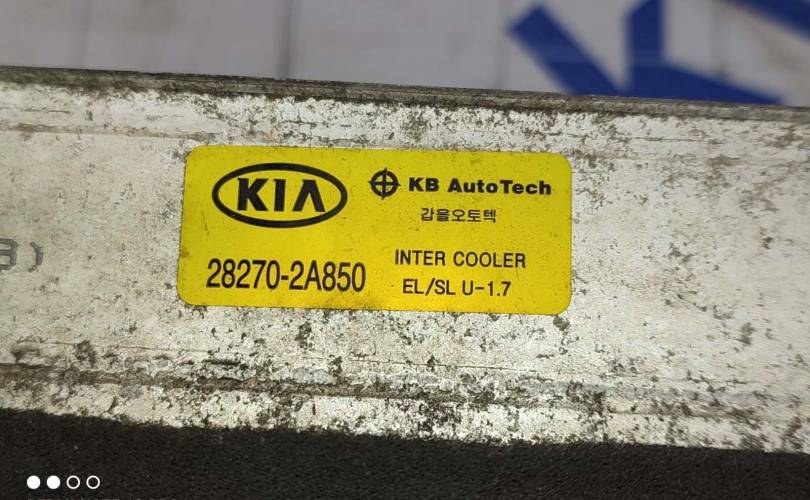 KIA
KB AutoTech
갑을오토텍
28270-2A850
INTER COOLER
EL/SL U-1.7